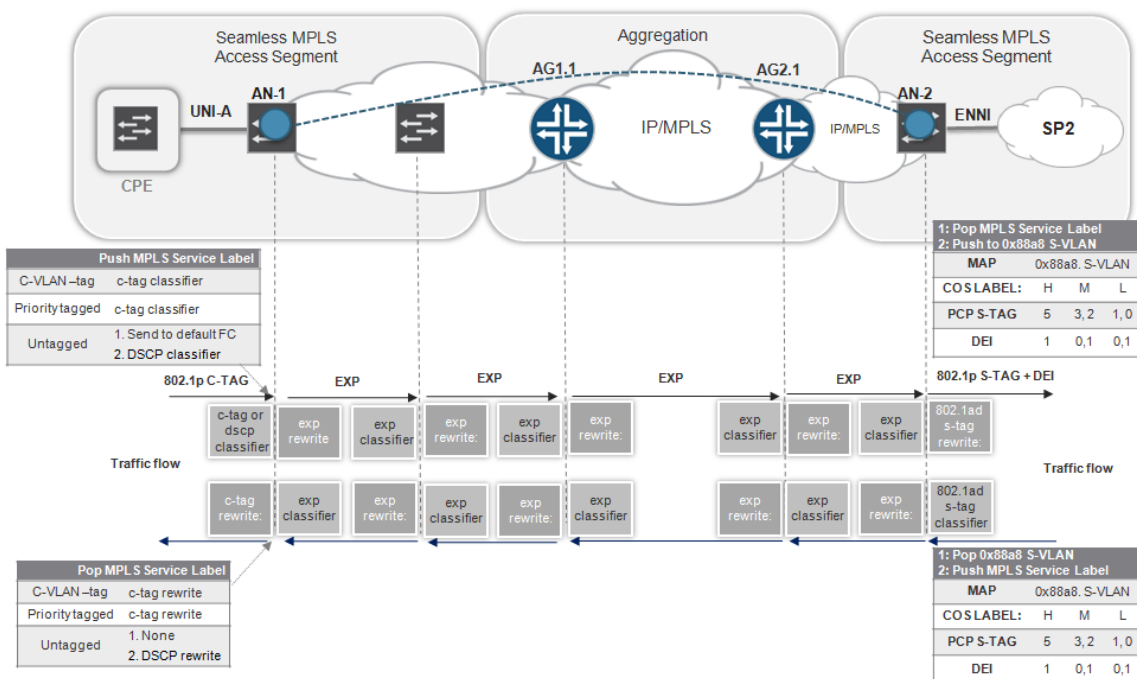 Seamless MPLS
Access Segment
Aggregation
Seamless MPLS
Access Segment
AN-1
AG1.1
AG2.1
AN-2
UNI-A
ENNI
IP/MPLS
IP/MPLS
SP2
CPE
Push MPLS Service Label
C-VLAN –tag c-tag classifier
Priority tagged c-tag classifier
Untagged
1. Send to default FC
2. DSCP classifier
1: Pop MPLS Service Label
2: Push to 0x88a8 S-VLAN
MAP 0x88a8. S-VLAN
COS LABEL: H M L
PCP S-TAG 5 3,2 1,0
DEI 1 0,1 0,1
802.1p C-TAG
EXP
EXP
EXP
EXP
802.1p S-TAG + DEI
c-tag or
dscp
classifier
exp
rewrite
exp
classifier
exp
rewrite:
exp
classifier
exp
rewrite:
exp
classifier
exp
rewrite:
exp
classifier
802.1ad
s-tag
rewrite:
Traffic flow
Traffic flow
c-tag
rewrite:
exp
classifier
exp
rewrite:
exp
classifier
exp
rewrite:
exp
classifier
exp
rewrite:
exp
classifier
exp
rewrite:
802.1ad
s-tag
classifier
Pop MPLS Service Label
C-VLAN –tag c-tag rewrite
Priority tagged c-tag rewrite
Untagged
1. None
2. DSCP rewrite
1: Pop 0x88a8 S-VLAN
2: Push MPLS Service Label
MAP 0x88a8. S-VLAN
COS LABEL: H M L
PCP S-TAG 5 3,2 1,0
DEI 1 0,1 0,1